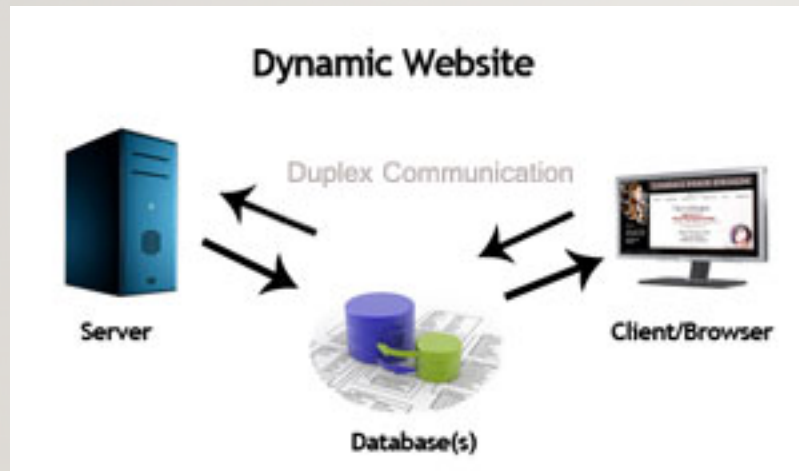 Dynamic Website
Duplex Communication
Server
Client/Browser
Database(s)